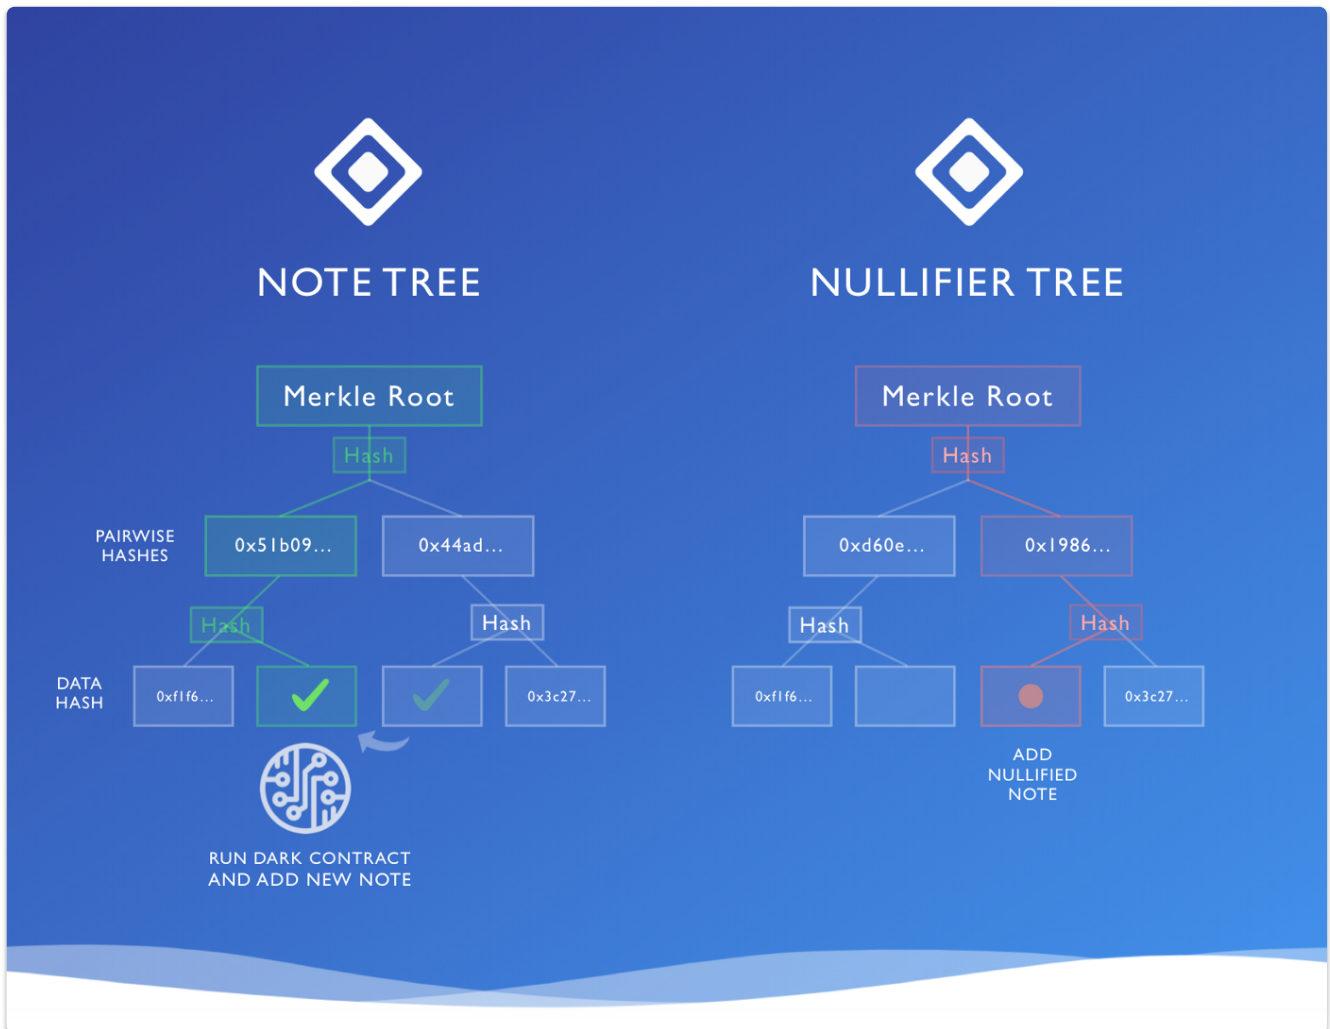 NOTE TREE
NULLIFIER TREE
Merkle Root
Merkle Root
Hash
Hash
PAIRWISE
HASHES
0x51b09...
0x44ad...
0xd60e...
0x1986...
Hash
Hash
Hash
Hash
DATA
HASH
0xf1f6...
0x3c27...
0xf1f6...
0x3c27...
RUN DARK CONTRACT
AND ADD NEW NOTE
ADD
NULLIFIED
NOTE